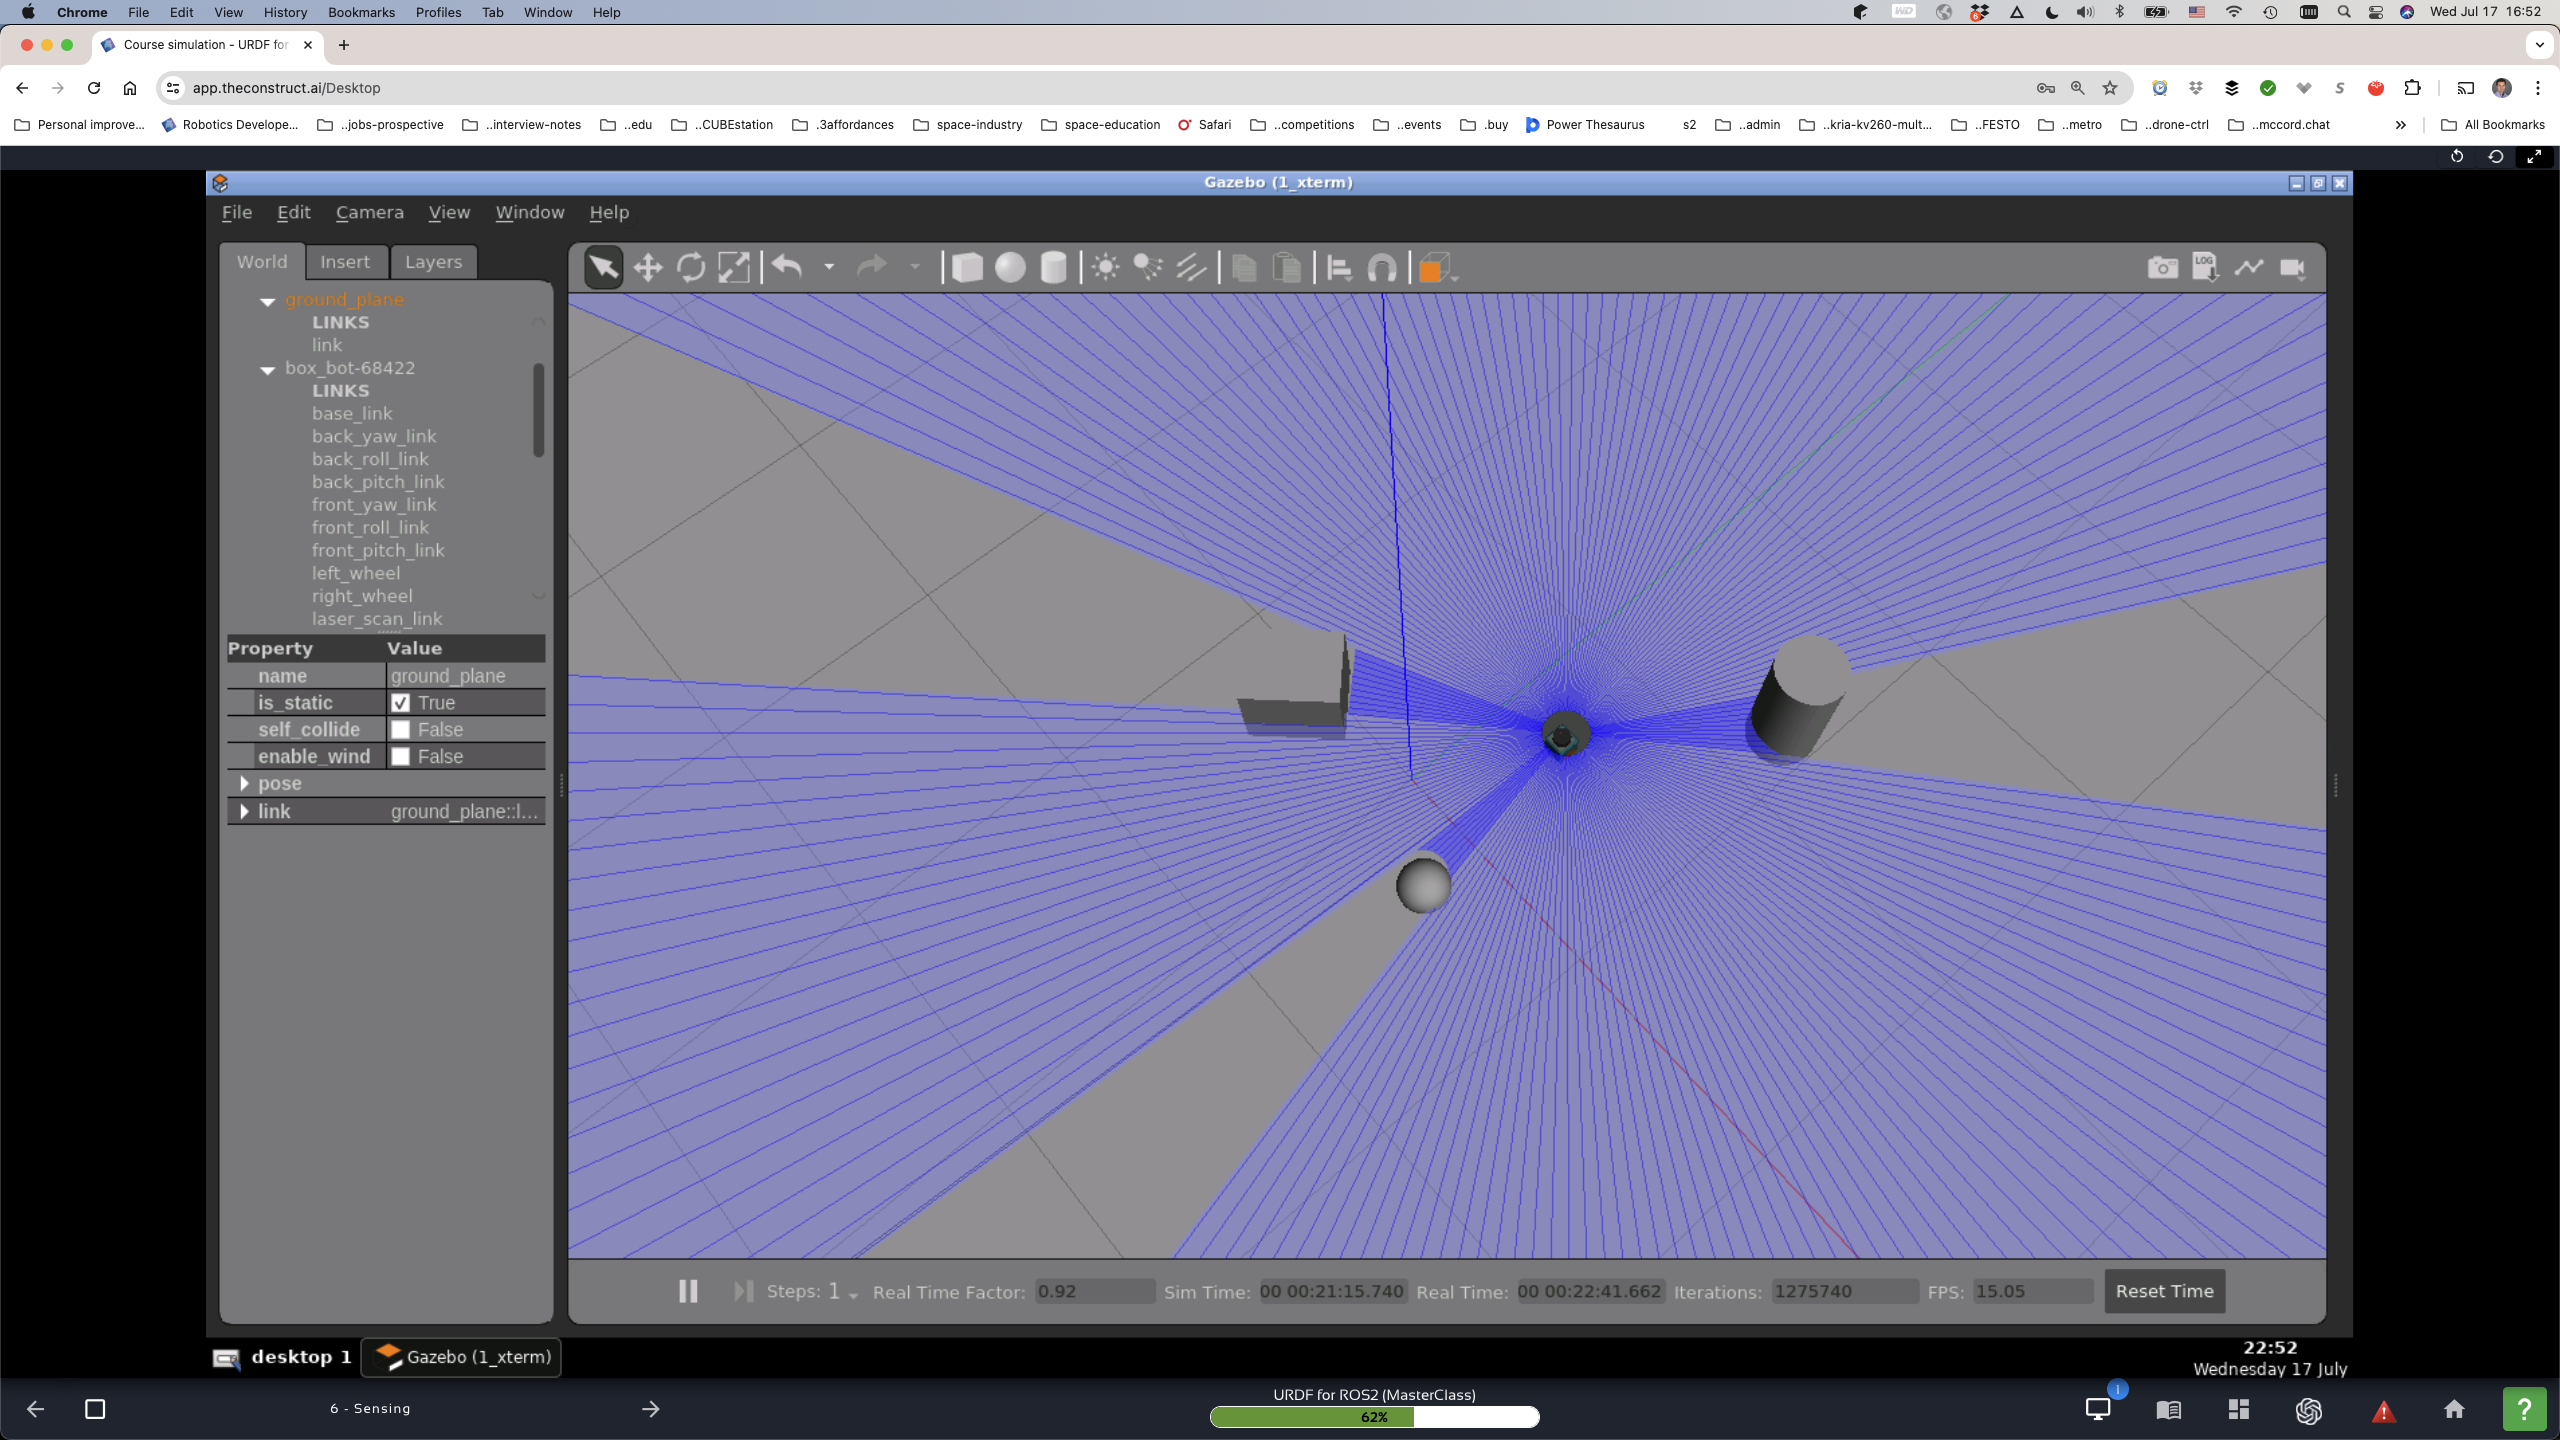 Chrome File Edit View History Bookmarks Profiles Tab Window Help Wed Jul 17 16:52
Course simulation - URDF for
app.theconstruct.ai/Desktop
Personal improve... Robotics Develope... ..jobs-prospective ..interview-notes ..edu ..CUBEstation .3affordances space-industry space-education Safari ..competitions ..events .buy Power Thesaurus s2 ..admin ..kria-kv260-mult... ..FESTO ..metro ..drone-ctrl ..mccord.chat » All Bookmarks
Gazebo (1_xterm)
File Edit Camera View Window Help
World Insert Layers
LOG
ground_plane
LINKS
link
box_bot-68422
LINKS
base_link
back_yaw_link
back_roll_link
back_pitch_link
front_yaw_link
front_roll_link
front_pitch_link
left_wheel
right_wheel
laser_scan_link
Property Value
name ground_plane
is_static True
self_collide False
enable_wind False
pose
link ground_plane::l...
Steps: 1 Real Time Factor: 0.92 Sim Time: 00 00:21:15.740 Real Time: 00 00:22:41.662 Iterations: 1275740 FPS: 15.05 Reset Time
desktop 1 Gazebo (1_xterm)
22:52
Wednesday 17 July
6 - Sensing
URDF for ROS2 (MasterClass)
62%
?